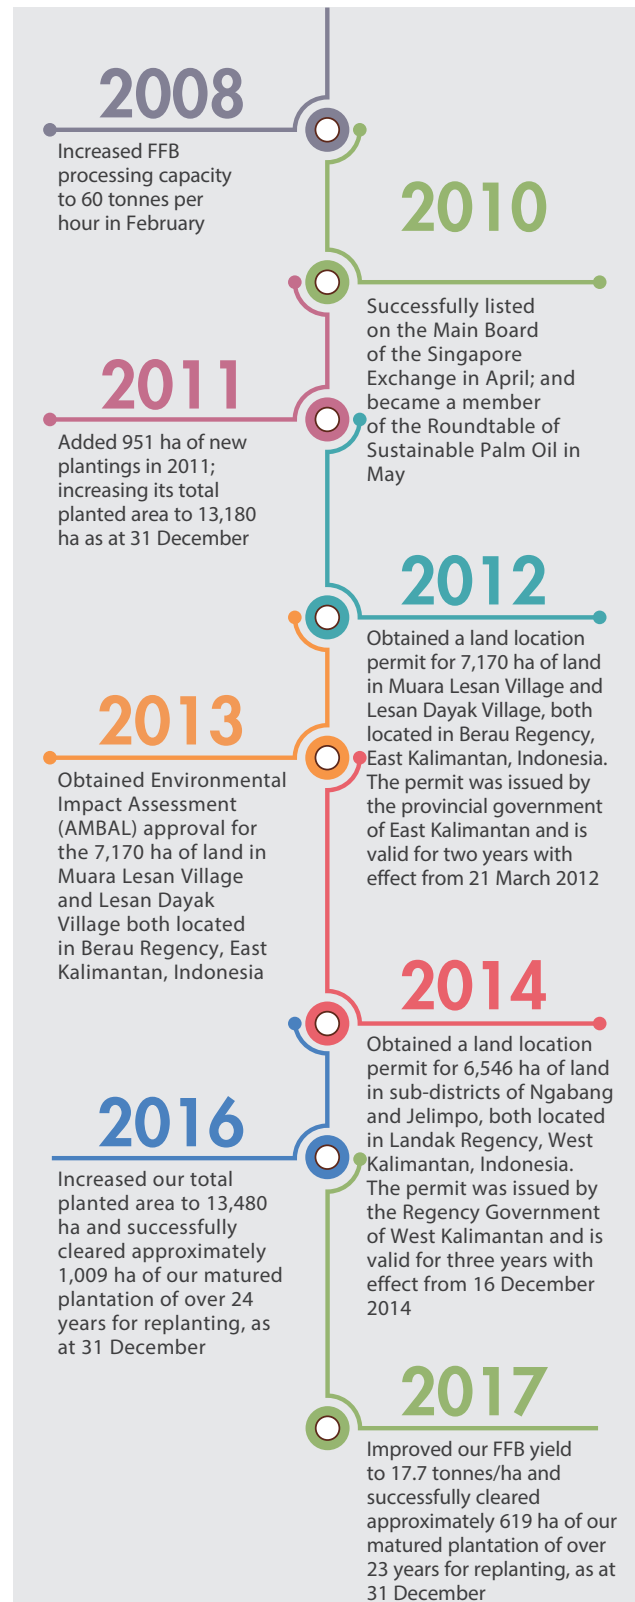 2008
Increased FFB
processing capacity
to 60 tonnes per
hour in February
2010
Successfully listed
on the Main Board
of the Singapore
Exchange in April; and
became a member
of the Roundtable of
Sustainable Palm Oil in
May
2011
Added 951 ha of new
plantings in 2011;
increasing its total
planted area to 13,180
ha as at 31 December
2012
Obtained a land location
permit for 7,170 ha of land
in Muara Lesan Village and
Lesan Dayak Village, both
located in Berau Regency,
East Kalimantan, Indonesia.
The permit was issued by
the provincial government
of East Kalimantan and is
valid for two years with
effect from 21 March 2012
2013
Obtained Environmental
Impact Assessment
(AMBAL) approval for
the 7,170 ha of land in
Muara Lesan Village
and Lesan Dayak
Village both located
in Berau Regency, East
Kalimantan, Indonesia
2014
Obtained a land location
permit for 6,546 ha of land
in sub-districts of Ngabang
and Jelimpo, both located
in Landak Regency, West
Kalimantan, Indonesia.
The permit was issued by
the Regency Government
of West Kalimantan and is
valid for three years with
effect from 16 December
2014
2016
Increased our total
planted area to 13,480
ha and successfully
cleared approximately
1,009 ha of our matured
plantation of over 24
years for replanting, as
at 31 December
2017
Improved our FFB yield
to 17.7 tonnes/ha and
successfully cleared
approximately 619 ha of our
matured plantation of over
23 years for replanting, as at
31 December